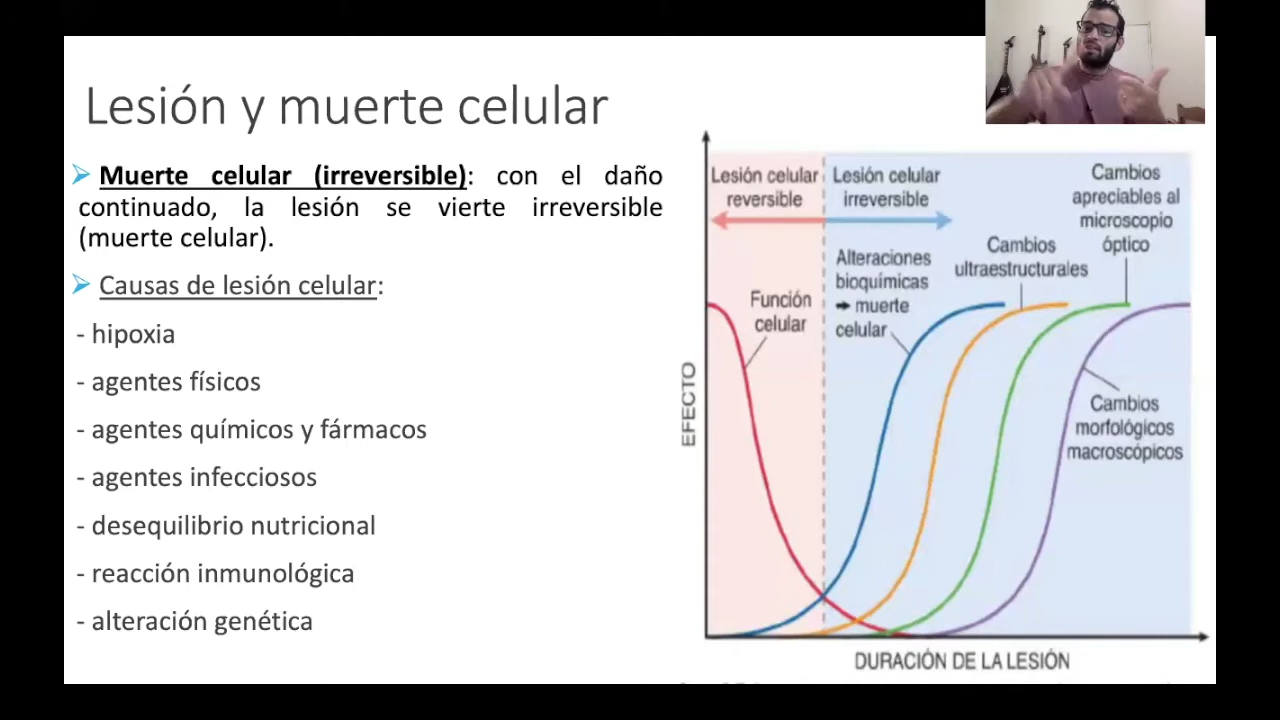 Lesión y muerte celular
Muerte celular (irreversible): con el daño
continuado, la lesión se vierte irreversible
(muerte celular).
Causas de lesión celular:
- hipoxia
- agentes físicos
- agentes químicos y fármacos
- agentes infecciosos
- desequilibrio nutricional
- reacción inmunológica
- alteración genética
Lesión celular
reversible
Lesión celular
irreversible
Cambios
apreciables al
microscopio
óptico
Cambios
ultraestructurales
Alteraciones
bioquímicas
➡ muerte
celular
Función
celular
Cambios
morfológicos
macroscópicos
EFECTO
DURACIÓN DE LA LESIÓN